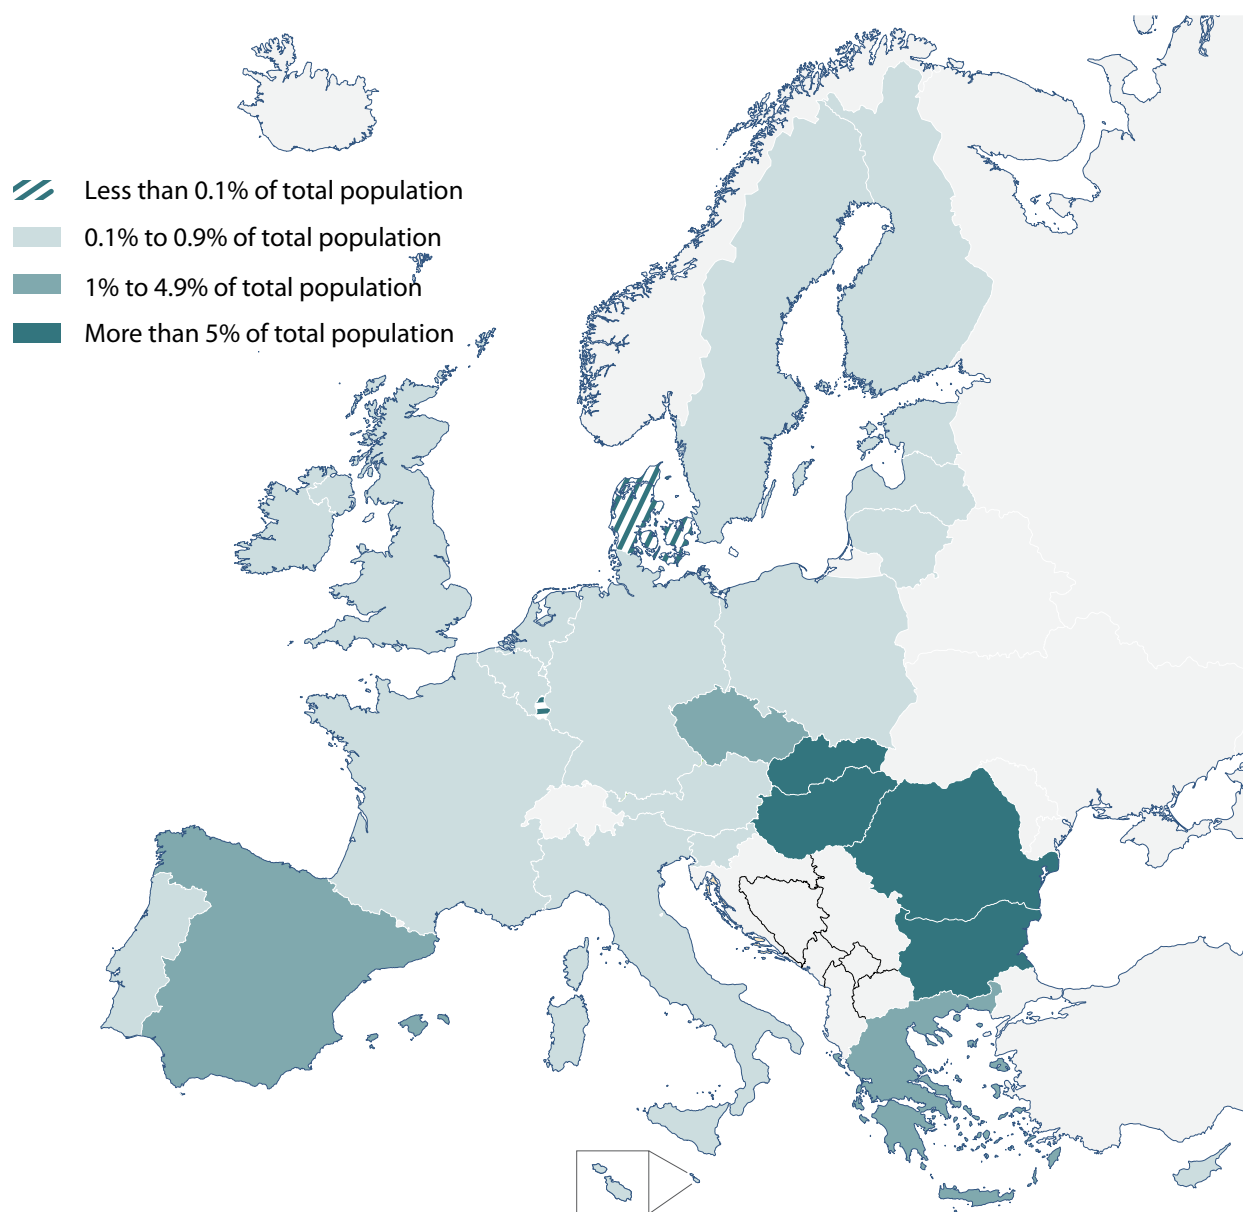 Less than 0.1% of total population
0.1% to 0.9% of total population
1% to 4.9% of total population
More than 5% of total population